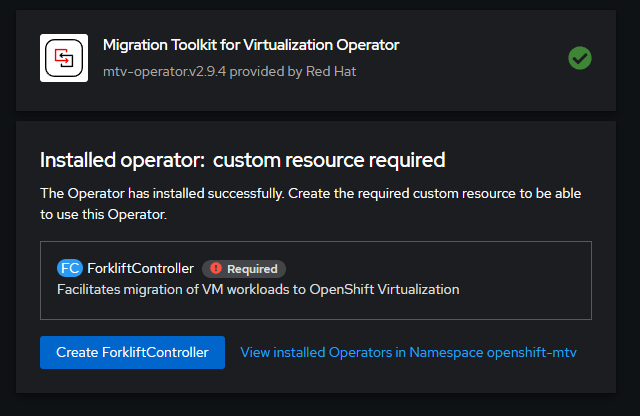 Migration Toolkit for Virtualization Operator
mtv-operator.v2.9.4 provided by Red Hat
Installed operator: custom resource required
The Operator has installed successfully. Create the required custom resource to be able
to use this Operator.
FC ForkliftController Required
Facilitates migration of VM workloads to OpenShift Virtualization
Create ForkliftController View installed Operators in Namespace openshift-mtv